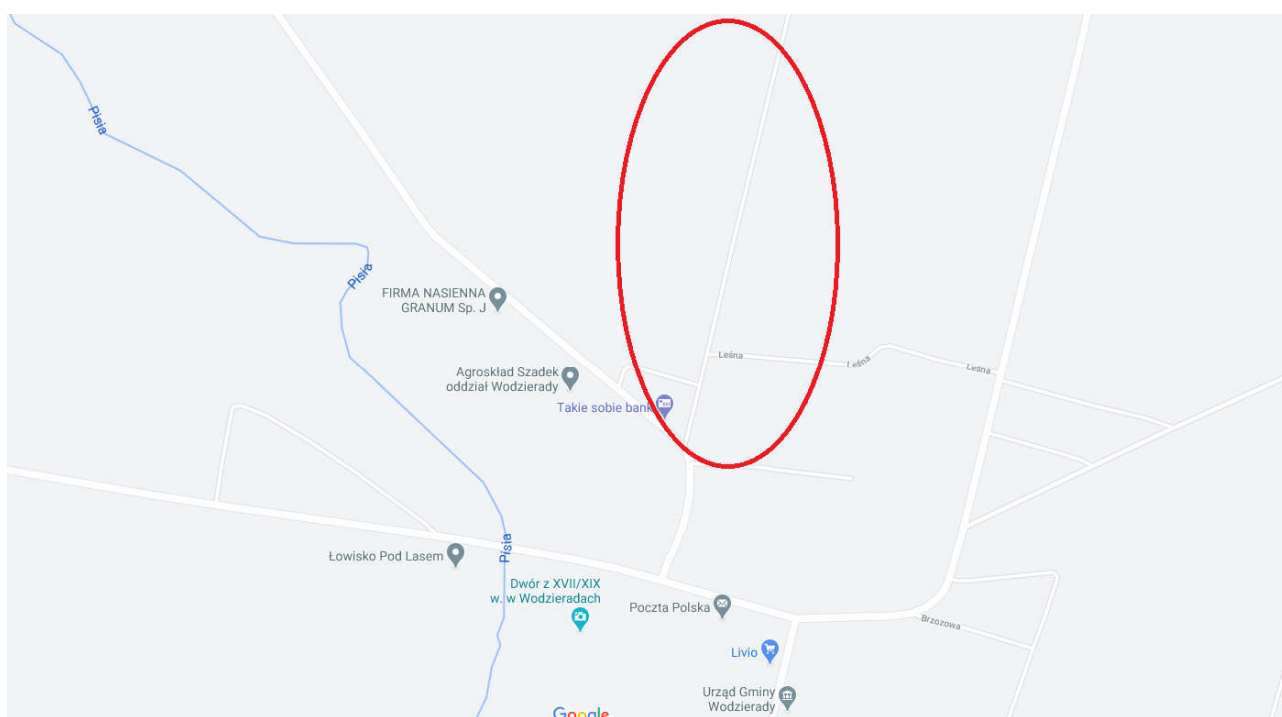 Pisia
Pisia
FIRMA NASIENNA
GRANUM Sp. J
Leśna
Leśna
Leśna
Agroskład Szadek
oddział Wodzierady
Takie sobie bank
Pisia
Łowisko Pod Lasem
Dwór z XVII/XIX
w. w Wodzieradach
Poczta Polska
Brzozowa
Livio
Urząd Gminy
Wodzierady
Google